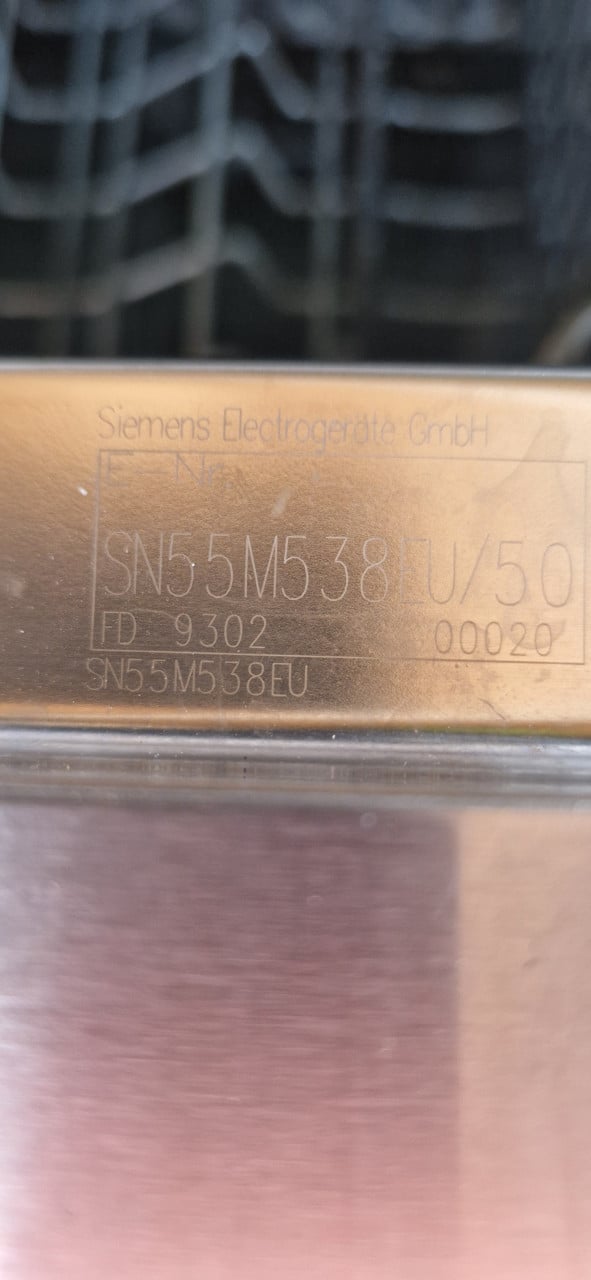 Siemens Electrogeräte GmbH
E-Nr.
SN55M538EU/50
FD 9302 00020
SN55M538EU